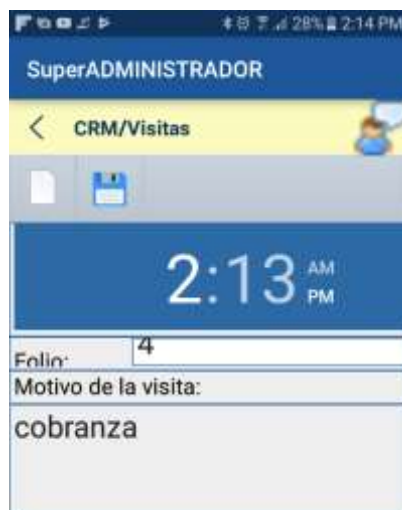 28% 2:14 PM
SuperADMINISTRADOR
CRM/Visitas
2:13 AM
PM
Folio: 4
Motivo de la visita:
cobranza